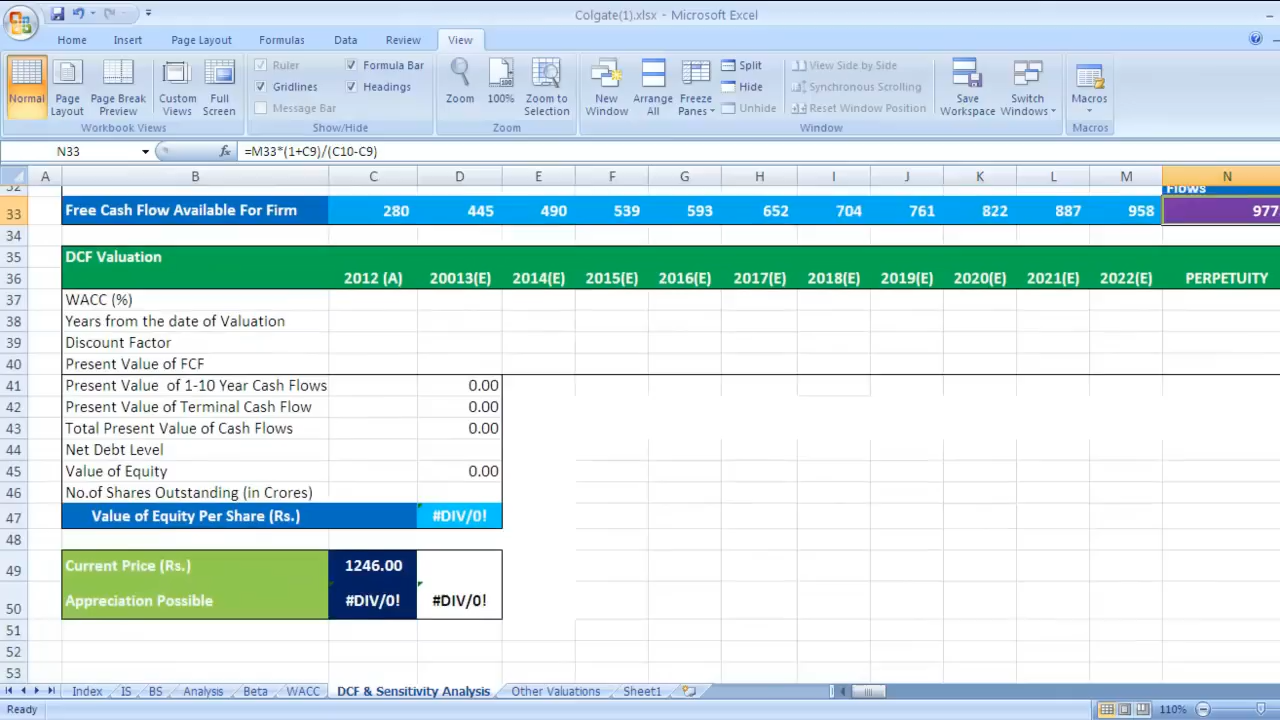 Colgate(1).xlsx - Microsoft Excel
Home Insert Page Layout Formulas Data Review View
Ruler Formula Bar
Gridlines Headings
Message Bar
Normal Page Layout Page Break Preview Custom Views Full Screen
Zoom 100% Zoom to Selection
New Window Arrange All Freeze Panes
Split Hide Unhide
View Side by Side
Synchronous Scrolling
Reset Window Position
Save Workspace Switch Windows Macros
Workbook Views Show/Hide Zoom Window Macros
N33 fx =M33*(1+C9)/(C10-C9)
A B C D E F G H I J K L M N
32 Flows
33 Free Cash Flow Available For Firm 280 445 490 539 593 652 704 761 822 887 958 977
34
35 DCF Valuation
36 2012 (A) 20013(E) 2014(E) 2015(E) 2016(E) 2017(E) 2018(E) 2019(E) 2020(E) 2021(E) 2022(E) PERPETUITY
37 WACC (%)
38 Years from the date of Valuation
39 Discount Factor
40 Present Value of FCF
41 Present Value of 1-10 Year Cash Flows 0.00
42 Present Value of Terminal Cash Flow 0.00
43 Total Present Value of Cash Flows 0.00
44 Net Debt Level
45 Value of Equity 0.00
46 No.of Shares Outstanding (in Crores)
47 Value of Equity Per Share (Rs.) #DIV/0!
48
49 Current Price (Rs.) 1246.00
50 Appreciation Possible #DIV/0! #DIV/0!
51
52
53
Index IS BS Analysis Beta WACC DCF & Sensitivity Analysis Other Valuations Sheet1
Ready 110%